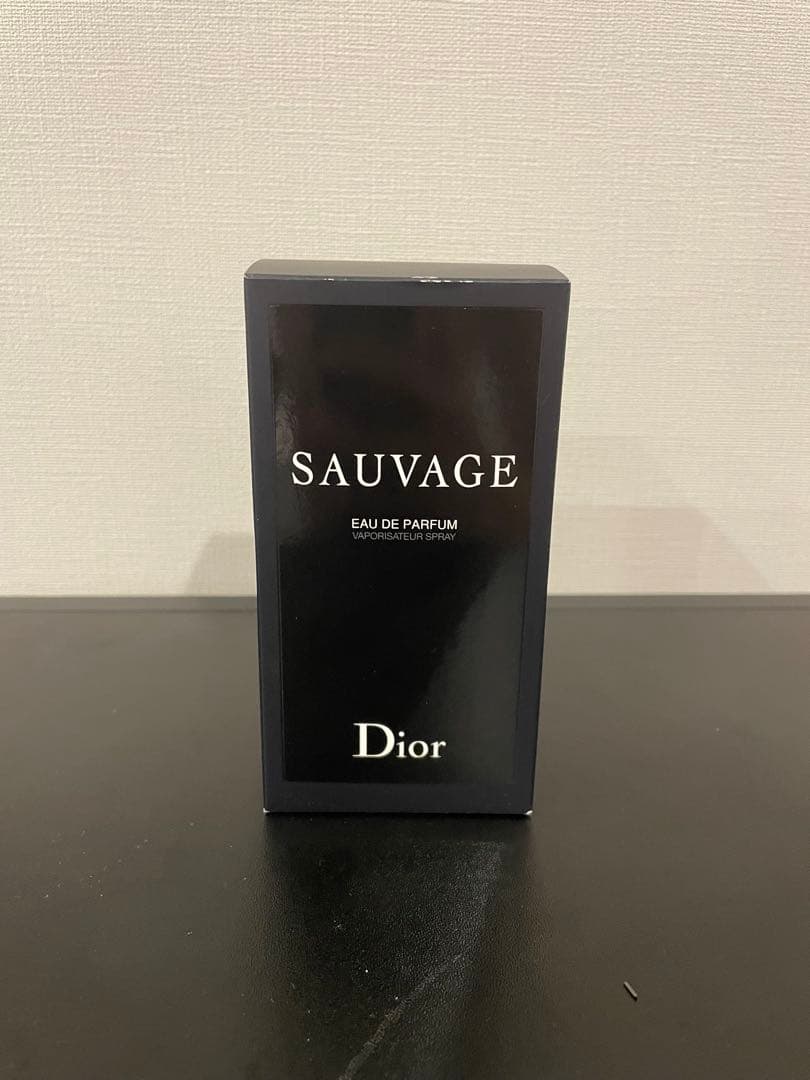 SAUVAGE
EAU DE PARFUM
VAPORISATEUR SPRAY
Dior